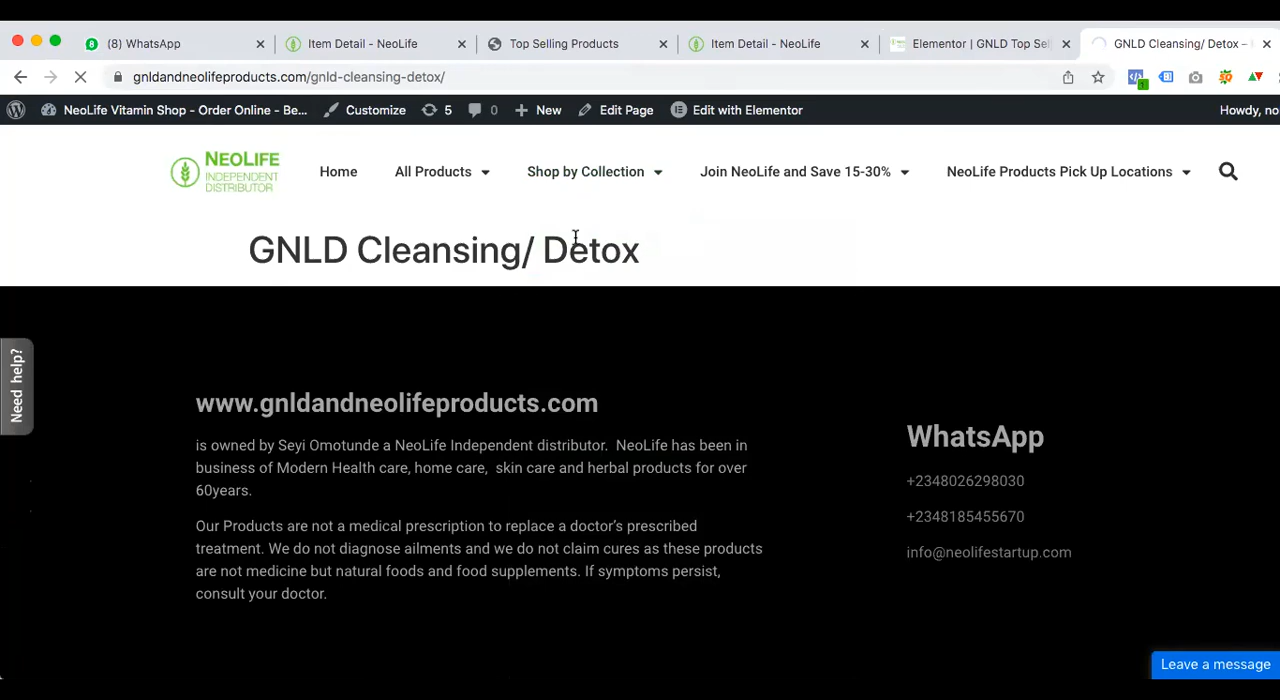 (8) WhatsApp
Item Detail - NeoLife
Top Selling Products
Item Detail - NeoLife
Elementor | GNLD Top Sel
GNLD Cleansing/ Detox –
gnldandneolifeproducts.com/gnld-cleansing-detox/
NeoLife Vitamin Shop - Order Online - Be...
Customize
5
0
New
Edit Page
Edit with Elementor
Howdy, no
NEOLIFE
INDEPENDENT
DISTRIBUTOR
Home
All Products
Shop by Collection
Join NeoLife and Save 15-30%
NeoLife Products Pick Up Locations
GNLD Cleansing/ Detox
Need help?
www.gnldandneolifeproducts.com
is owned by Seyi Omotunde a NeoLife Independent distributor. NeoLife has been in
business of Modern Health care, home care, skin care and herbal products for over
60years.
Our Products are not a medical prescription to replace a doctor’s prescribed
treatment. We do not diagnose ailments and we do not claim cures as these products
are not medicine but natural foods and food supplements. If symptoms persist,
consult your doctor.
WhatsApp
+2348026298030
+2348185455670
info@neolifestartup.com
Leave a message